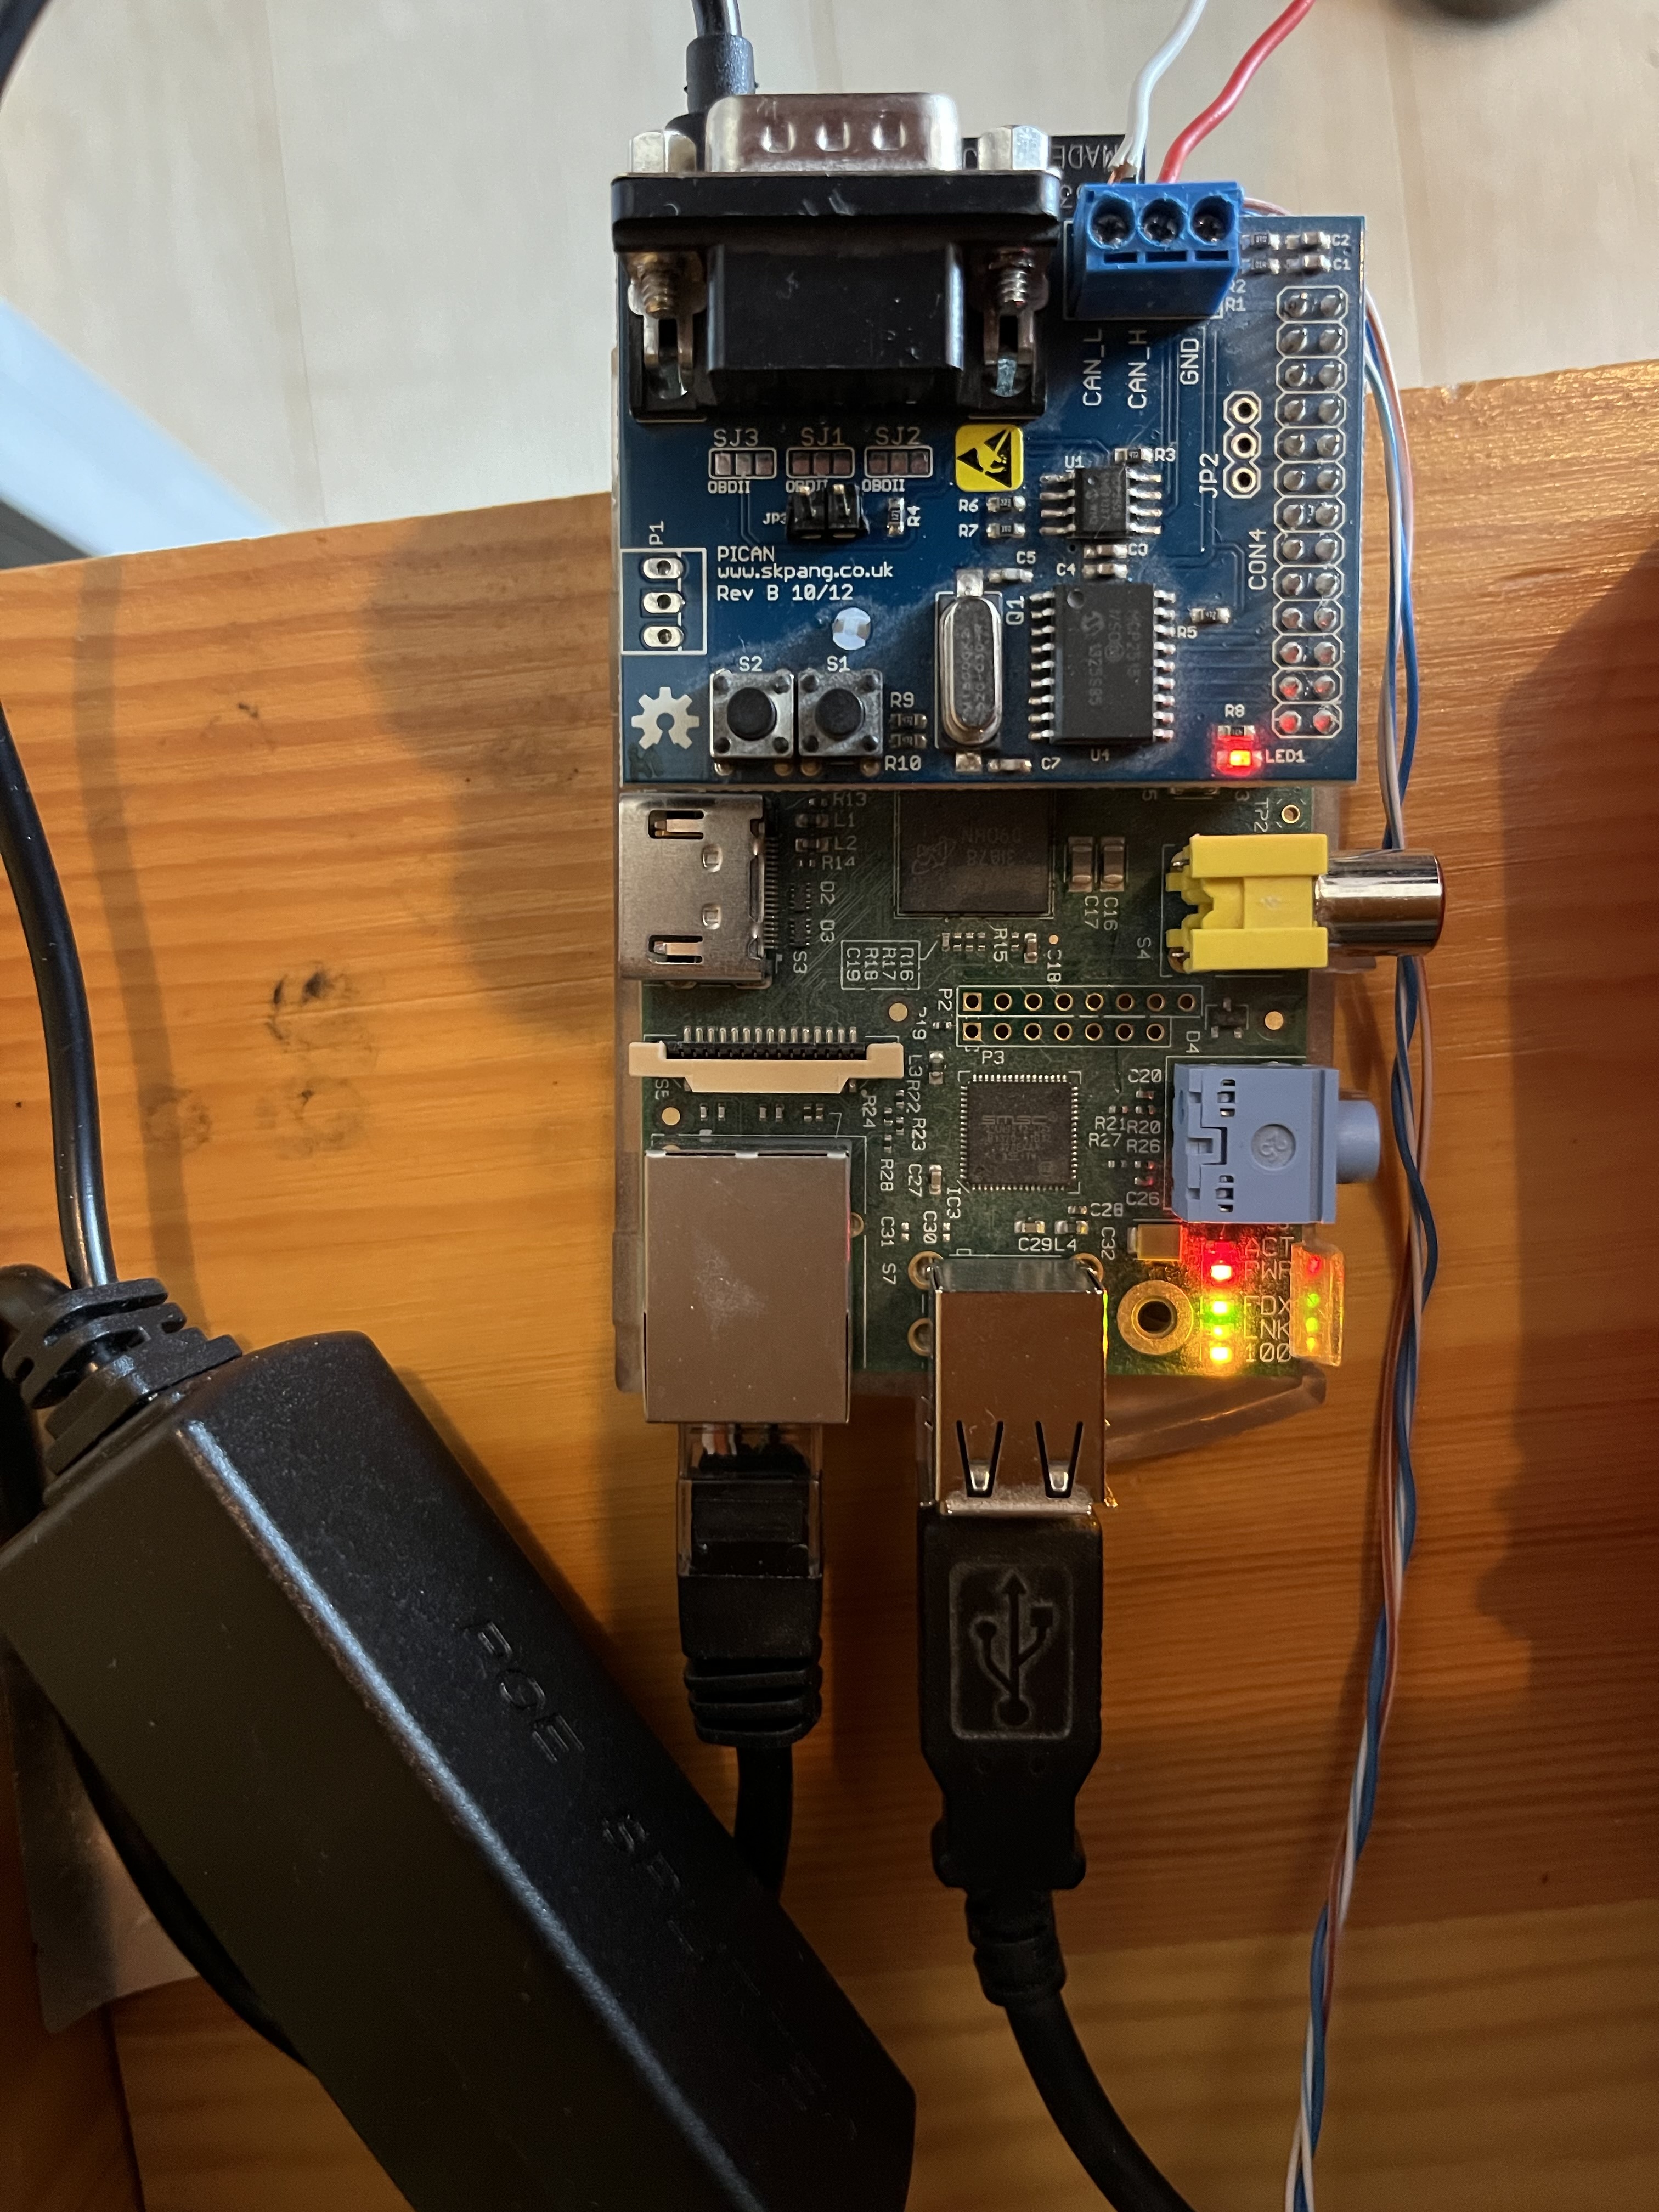 MADE
CAN_L
CAN_H
GND
C2
C1
R2
R1
SJ3
SJ1
SJ2
OBDII
OBDII
OBDII
JP3
R4
R6
R7
U1
R3
JP2
C5
C3
C4
CON4
P1
PICAN
www.skpang.co.uk
Rev B 10/12
Q1
R5
S2
S1
R9
R10
C7
U4
R8
LED1
R13
L1
L2
R14
D2
D3
S3
TP2
C17
C16
S4
R16
R17
R18
C19
R15
C18
P2
P3
D4
L3
R22
R23
R24
R28
C27
C30
C31
IC3
S7
smsc
C20
R21
R20
R27
R26
C26
C28
C29
L4
C32
ACT
PWR
FDX
LNK
100
POE